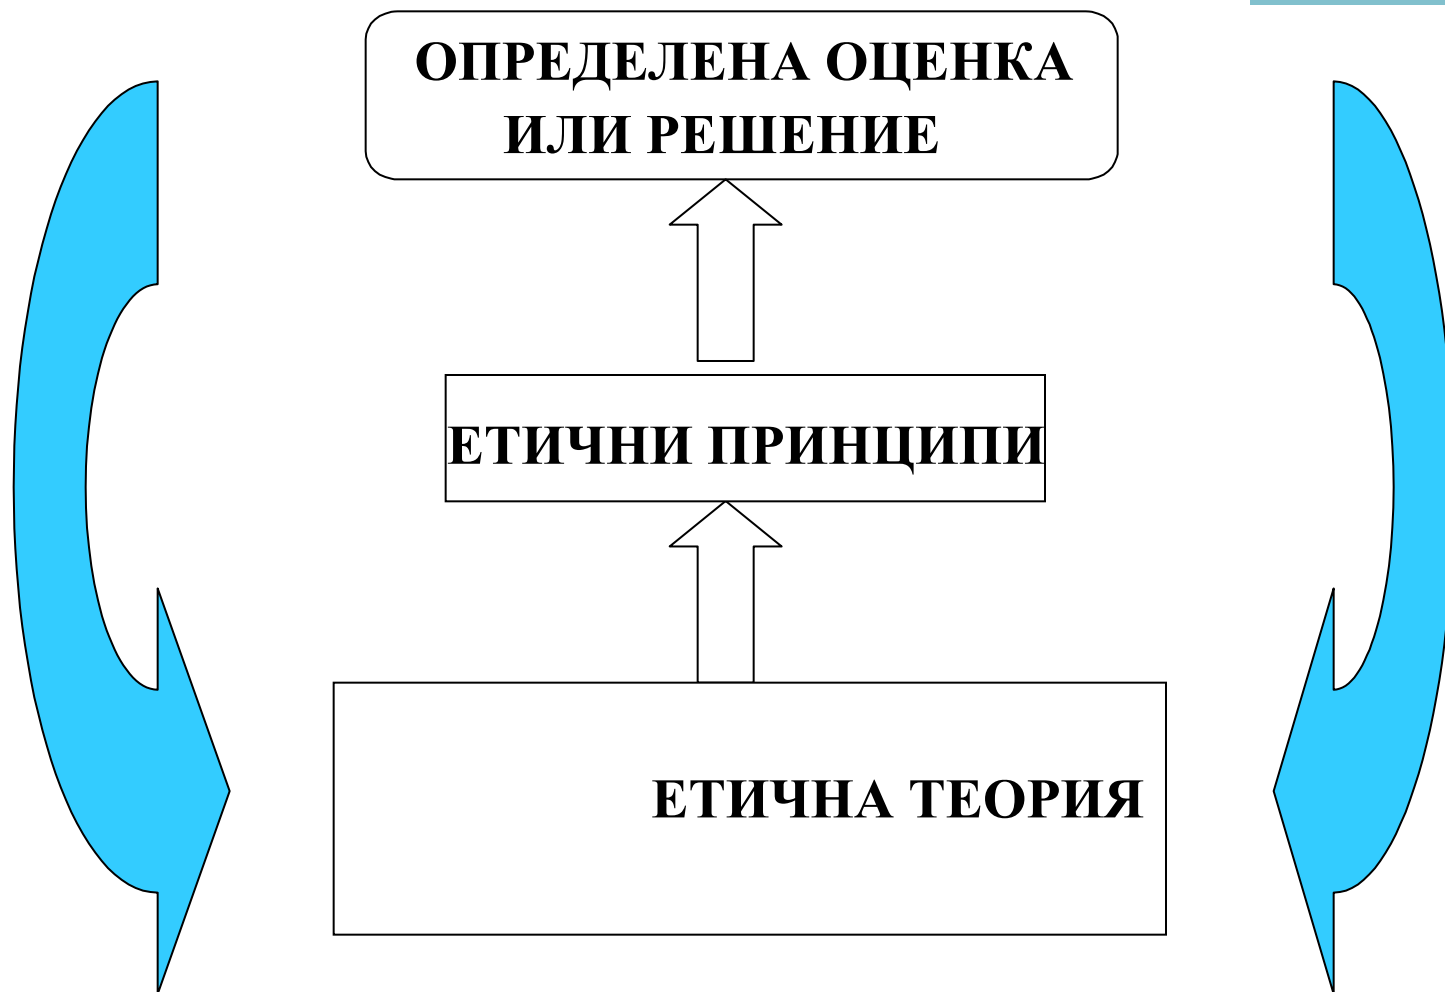 ОПРЕДЕЛЕНА ОЦЕНКА
ИЛИ РЕШЕНИЕ
ЕТИЧНИ ПРИНЦИПИ
ЕТИЧНА ТЕОРИЯ